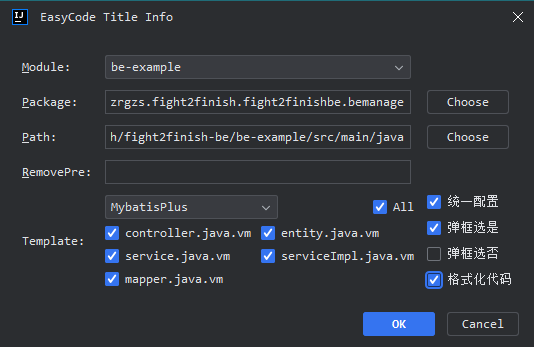 EasyCode Title Info
Module:
be-example
Package:
zrgzs.fight2finish.fight2finishbe.bemanage
Choose
Path:
h/fight2finish-be/be-example/src/main/java
Choose
RemovePre:
MybatisPlus
All
统一配置
弹框选是
弹框选否
格式化代码
Template:
controller.java.vm
entity.java.vm
service.java.vm
serviceImpl.java.vm
mapper.java.vm
OK
Cancel